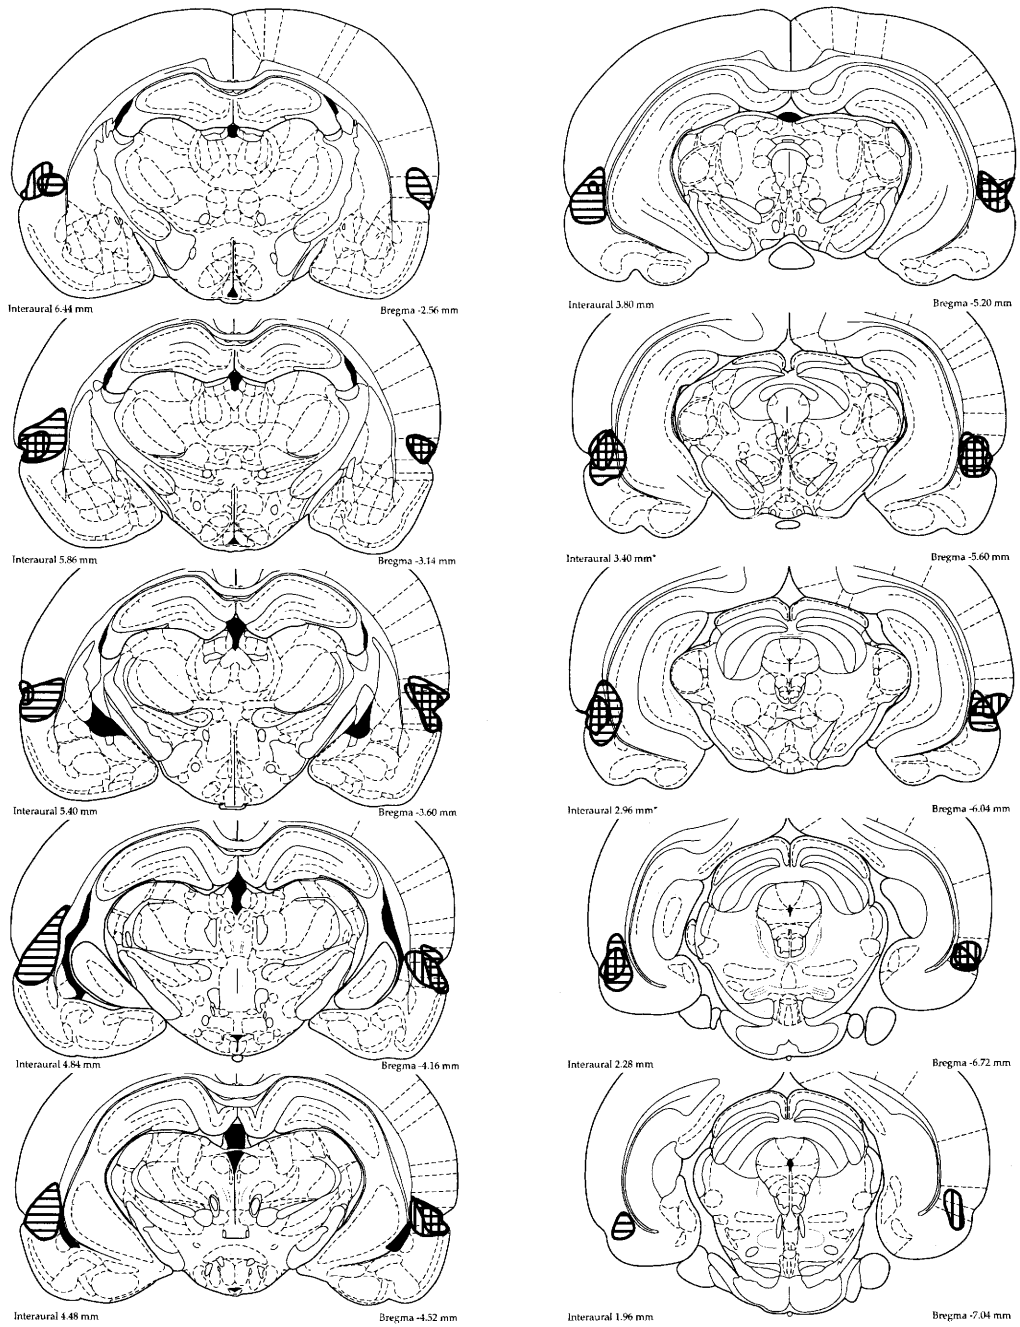 Interaural 6.44 mm Bregma -2.56 mm
Interaural 5.86 mm Bregma -3.14 mm
Interaural 5.40 mm Bregma -3.60 mm
Interaural 4.84 mm Bregma -4.16 mm
Interaural 4.48 mm Bregma -4.52 mm
Interaural 3.80 mm Bregma -5.20 mm
Interaural 3.40 mm* Bregma -5.60 mm
Interaural 2.96 mm* Bregma -6.04 mm
Interaural 2.28 mm Bregma -6.72 mm
Interaural 1.96 mm Bregma -7.04 mm